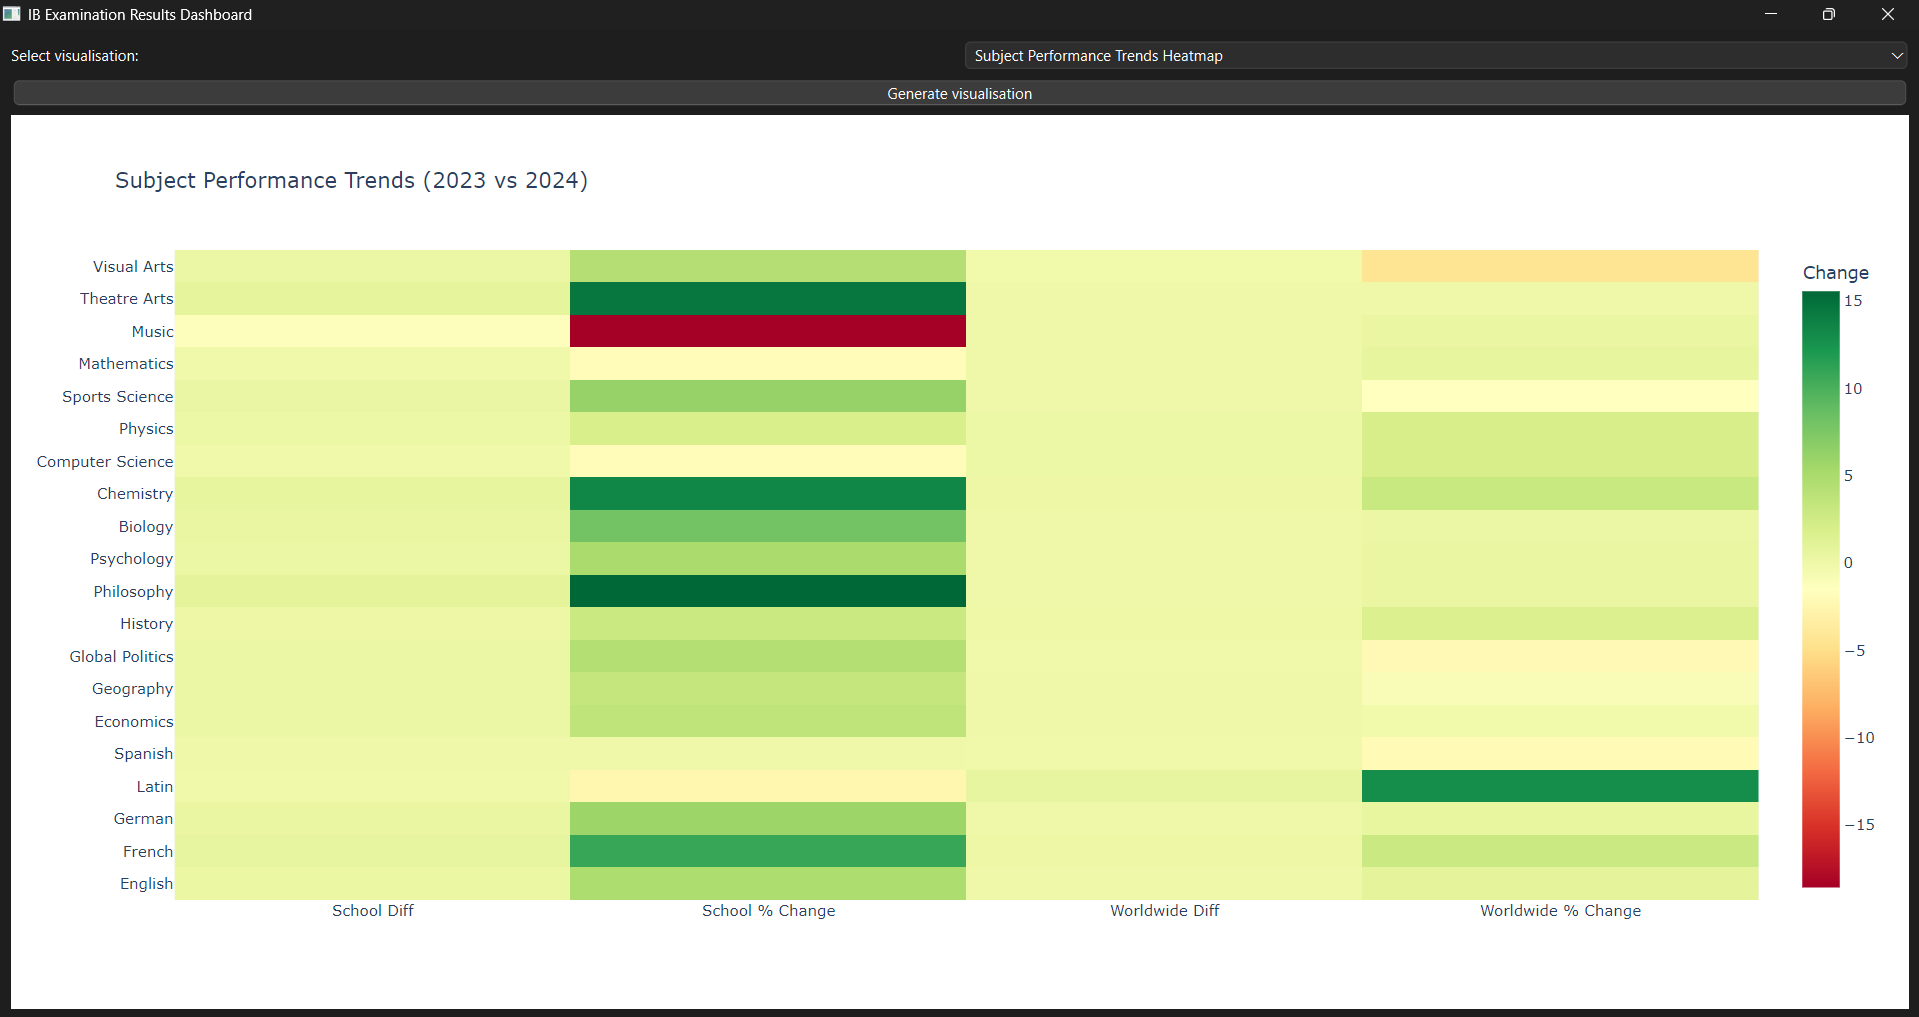 IB Examination Results Dashboard
Select visualisation:
Subject Performance Trends Heatmap
Generate visualisation
Subject Performance Trends (2023 vs 2024)
Visual Arts
Theatre Arts
Music
Mathematics
Sports Science
Physics
Computer Science
Chemistry
Biology
Psychology
Philosophy
History
Global Politics
Geography
Economics
Spanish
Latin
German
French
English
School Diff
School % Change
Worldwide Diff
Worldwide % Change
Change
15
10
5
0
−5
−10
−15